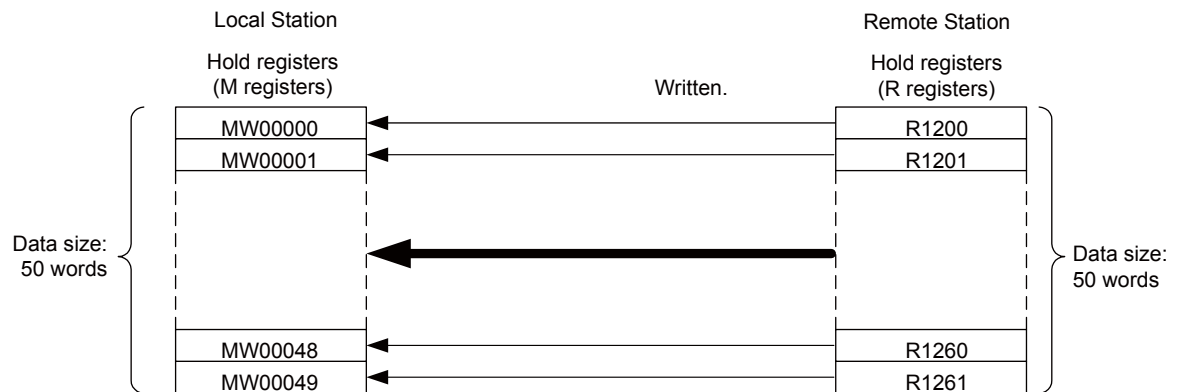 Local Station
Remote Station
Hold registers
(M registers)
Written.
Hold registers
(R registers)
MW00000
R1200
MW00001
R1201
Data size:
50 words
Data size:
50 words
MW00048
R1260
MW00049
R1261